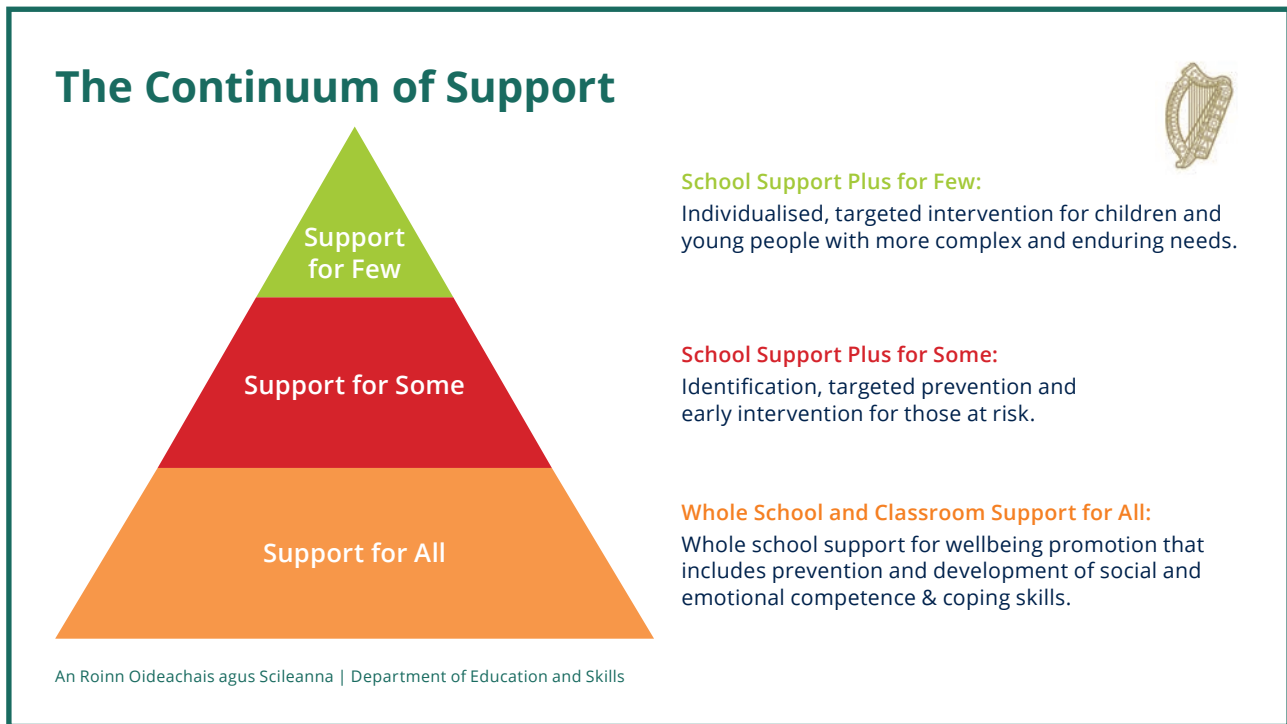 The Continuum of Support
Support
for Few
School Support Plus for Few:
Individualised, targeted intervention for children and
young people with more complex and enduring needs.
Support for Some
School Support Plus for Some:
Identification, targeted prevention and
early intervention for those at risk.
Support for All
Whole School and Classroom Support for All:
Whole school support for wellbeing promotion that
includes prevention and development of social and
emotional competence & coping skills.
An Roinn Oideachais agus Scileanna | Department of Education and Skills